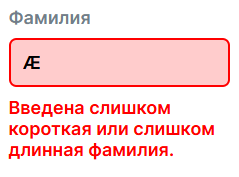 Фамилия
Æ
Введена слишком
короткая или слишком
длинная фамилия.